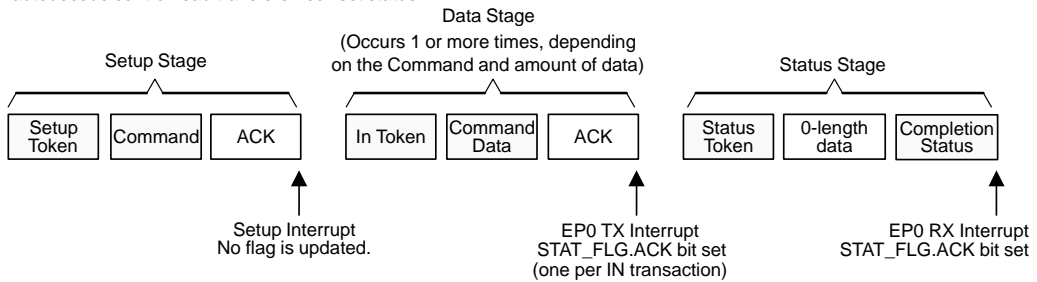 Data Stage
(Occurs 1 or more times, depending
on the Command and amount of data)
Setup Stage
Status Stage
Setup
Token
Command
ACK
In Token
Command
Data
ACK
Status
Token
0-length
data
Completion
Status
Setup Interrupt
No flag is updated.
EP0 TX Interrupt
STAT_FLG.ACK bit set
(one per IN transaction)
EP0 RX Interrupt
STAT_FLG.ACK bit set